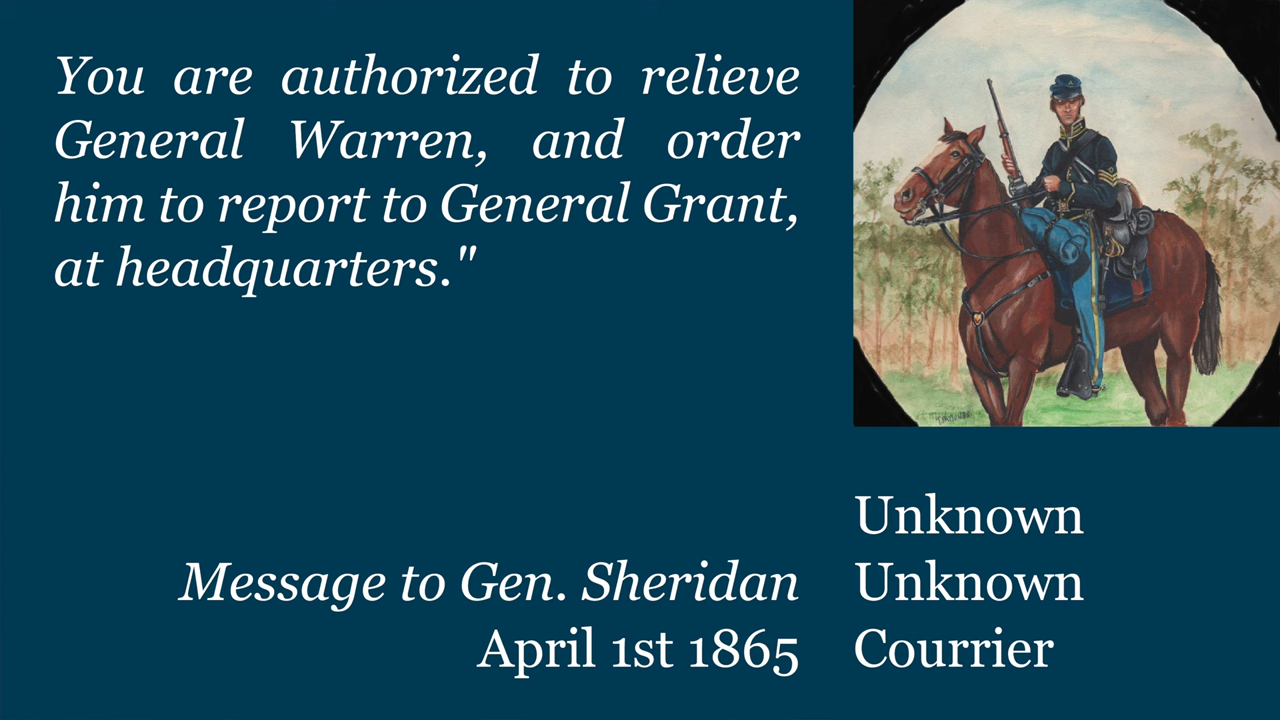 You are authorized to relieve
General Warren, and order
him to report to General Grant,
at headquarters."
Message to Gen. Sheridan
April 1st 1865
Unknown
Unknown
Courrier